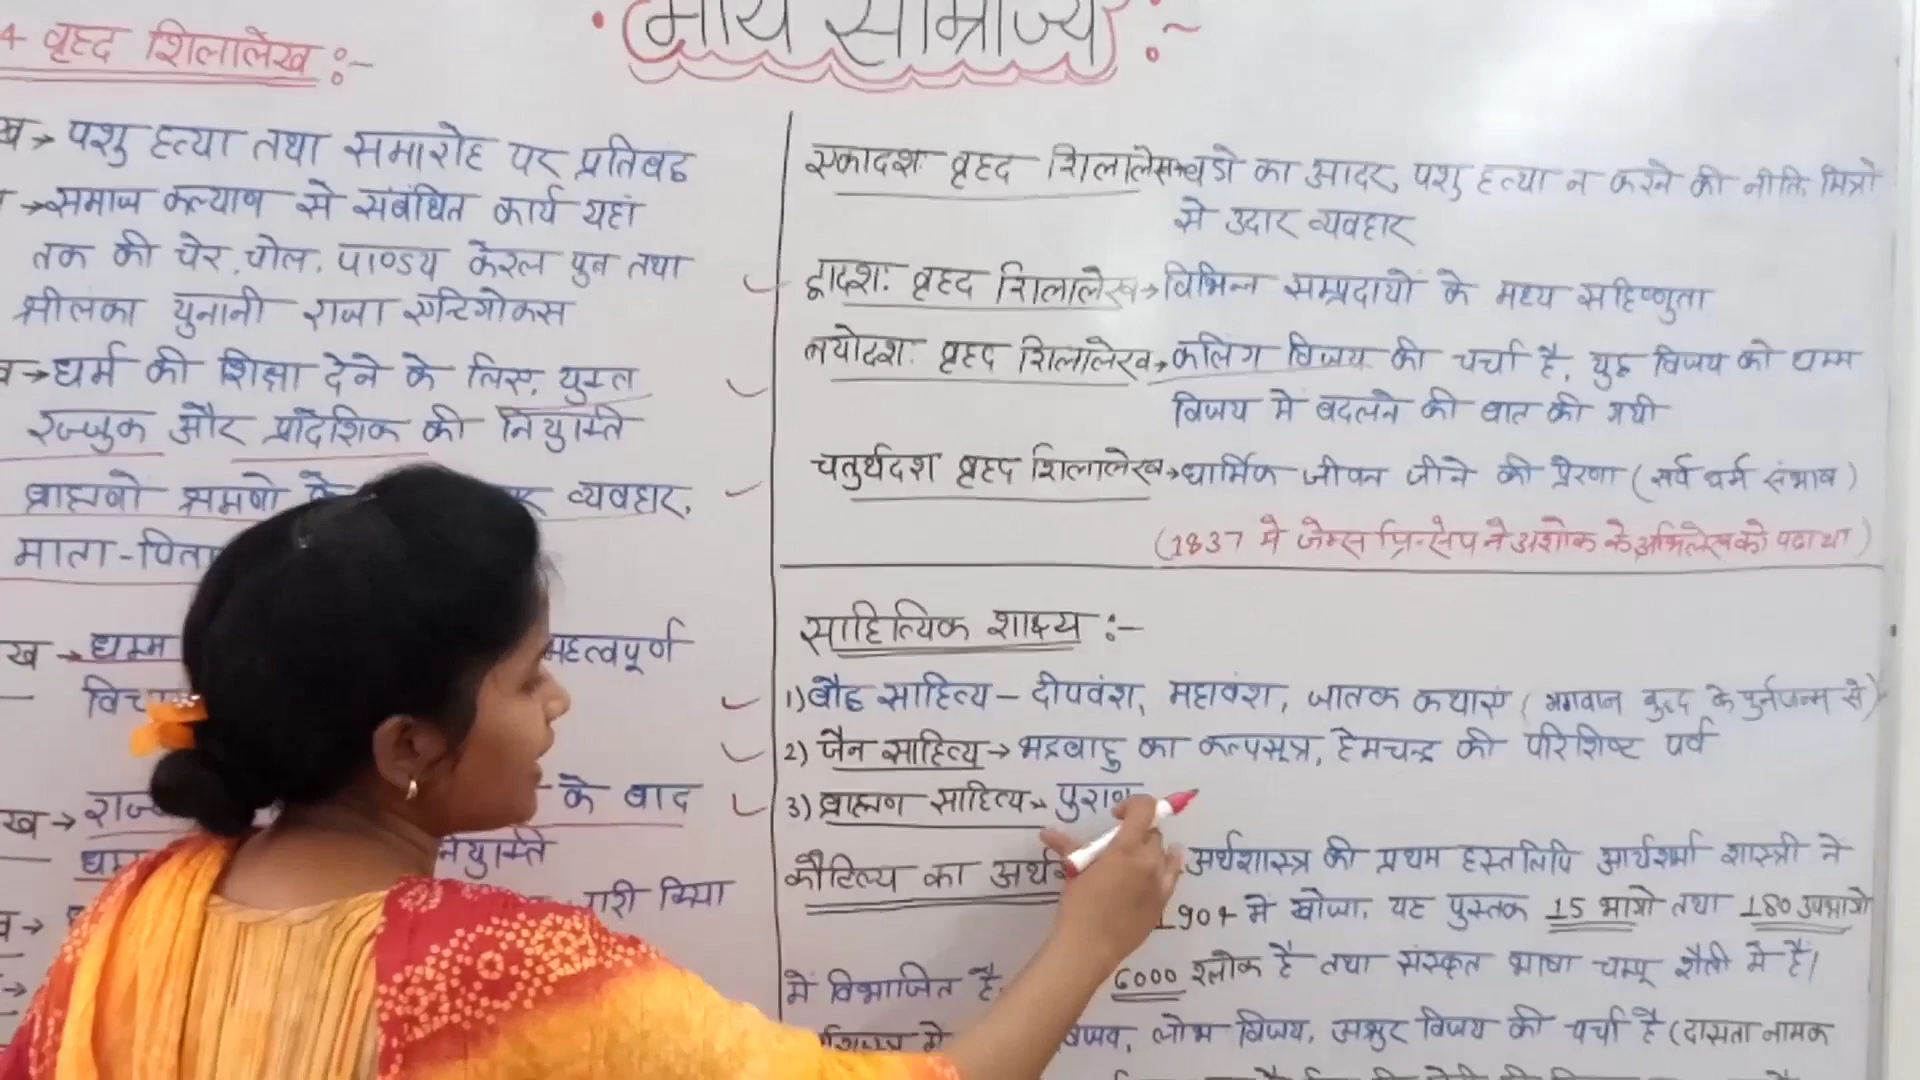 मौर्य साम्राज्य :~
4 वृहद शिलालेख :-
ख→ पशु हत्या तथा समारोह पर प्रतिबद्ध
→समाज कल्याण से संबंधित कार्य यहां
तक की चेर, चोल, पाण्डय केरल पुत्र तथा
श्रीलंका युनानी राजा एन्टिगोकस
व→धर्म की शिक्षा देने के लिए, युक्त
रज्जुक और प्रादेशिक की नियुक्ति
ब्राह्मणो श्रमणो के व्यवहार,
माता-पिता
ख → धम्म महत्वपूर्ण
विच
ख → राज्य के बाद
धम्म नियुक्ति
जारी किया
एकादशः वृहद शिलालेख→बडो का आदर, पशु हत्या न करने की नीति, मित्रो
से उदार व्यवहार
द्वादशः वृहद शिलालेख→विभिन्न सम्प्रदायों के मध्य सहिष्णुता
त्रयोदशः वृहद शिलालेख→कलिंग विजय की चर्चा है, युद्ध विजय को धम्म
विजय में बदलने की बात की गयी
चतुर्थदश वृहद शिलालेख→धार्मिक जीवन जीने की प्रेरणा (सर्व धर्म संभाव)
(1837 मे जेम्स प्रिन्सेप ने अशोक के अभिलेख को पढा था)
साहित्यिक शाक्ष्य :-
1) बौद्ध साहित्य – दीपवंश, महावंश, जातक कथाएं ( भगवान बुद्ध के पुर्नजन्म से)
2) जैन साहित्य → भद्रबाहु का कल्पसूत्र, हेमचन्द्र की परिशिष्ट पर्व
3) ब्राह्मण साहित्य→ पुराण
कौटिल्य का अर्थ अर्थशास्त्र की प्रथम हस्तलिपि आर्यशर्मा शास्त्री ने
1904 मे खोजा, यह पुस्तक 15 भागो तथा 180 उपभागो
में विभाजित है, 6000 श्लोक है तथा संस्कृत भाषा चम्पू शैली मे है।
विजय, लोभ विजय, असुर विजय की चर्चा है (दासता नामक